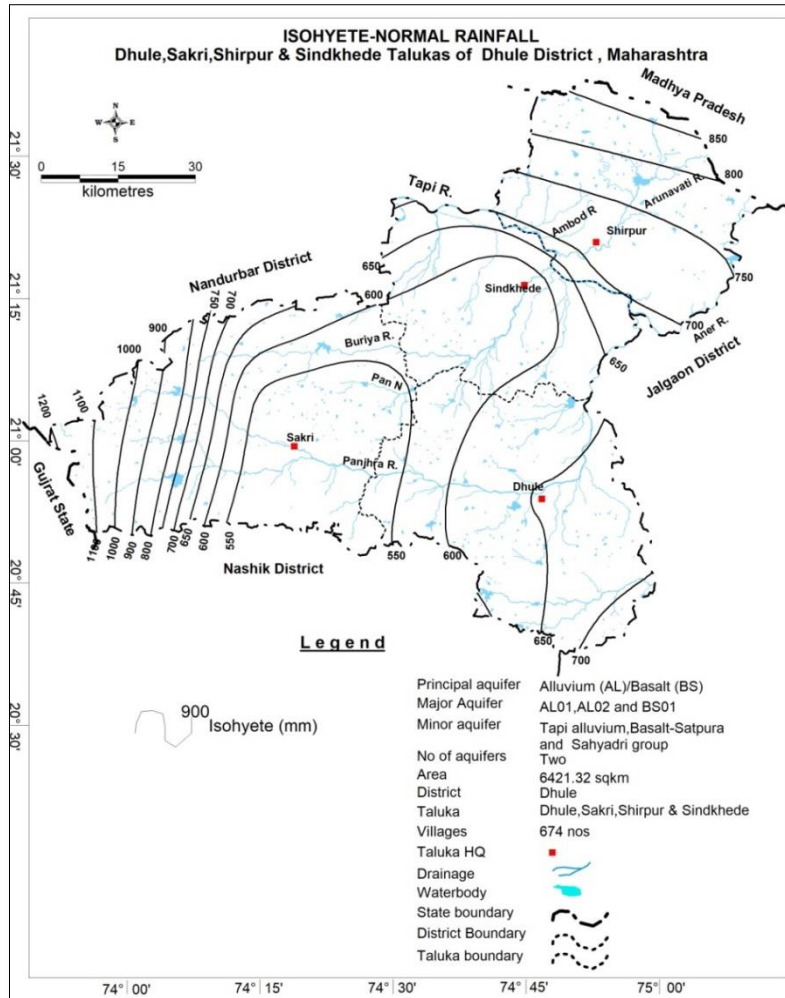 ISOHYETE-NORMAL RAINFALL
Dhule,Sakri,Shirpur & Sindkhede Talukas of Dhule District , Maharashtra
Madhya Pradesh
N
W E
S
850
21° 30'
0 15 30
kilometres
800
Tapi R.
Arunavati R.
Ambod R
Shirpur
650
750
Nandurbar District
21° 15'
Sindkhede
750
700
600
900
700
Aner R.
Buriya R.
650
1000
Jalgaon District
Pan N
1200
1100
21° 00'
Sakri
Gujrat State
Panjhra R.
Dhule
1100
1000
900
800
700
650
600
550
550
600
Nashik District
20° 45'
650
700
Legend
Principal aquifer Alluvium (AL)/Basalt (BS)
Major Aquifer AL01,AL02 and BS01
900
Isohyete (mm)
20° 30'
Minor aquifer Tapi alluvium,Basalt-Satpura
and Sahyadri group
No of aquifers Two
Area 6421.32 sqkm
District Dhule
Taluka Dhule,Sakri,Shirpur & Sindkhede
Villages 674 nos
Taluka HQ
Drainage
Waterbody
State boundary
District Boundary
Taluka boundary
74° 00' 74° 15' 74° 30' 74° 45' 75° 00'